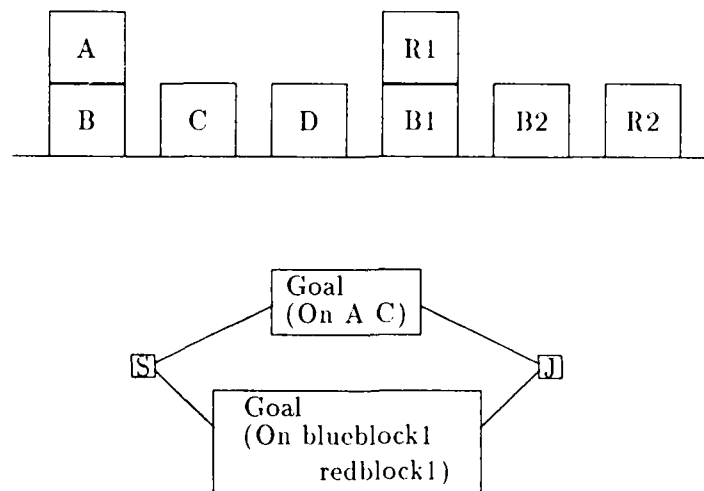 A R1
B C D B1 B2 R2
Goal
(On A C)
S J
Goal
(On blueblock1
redblock1)